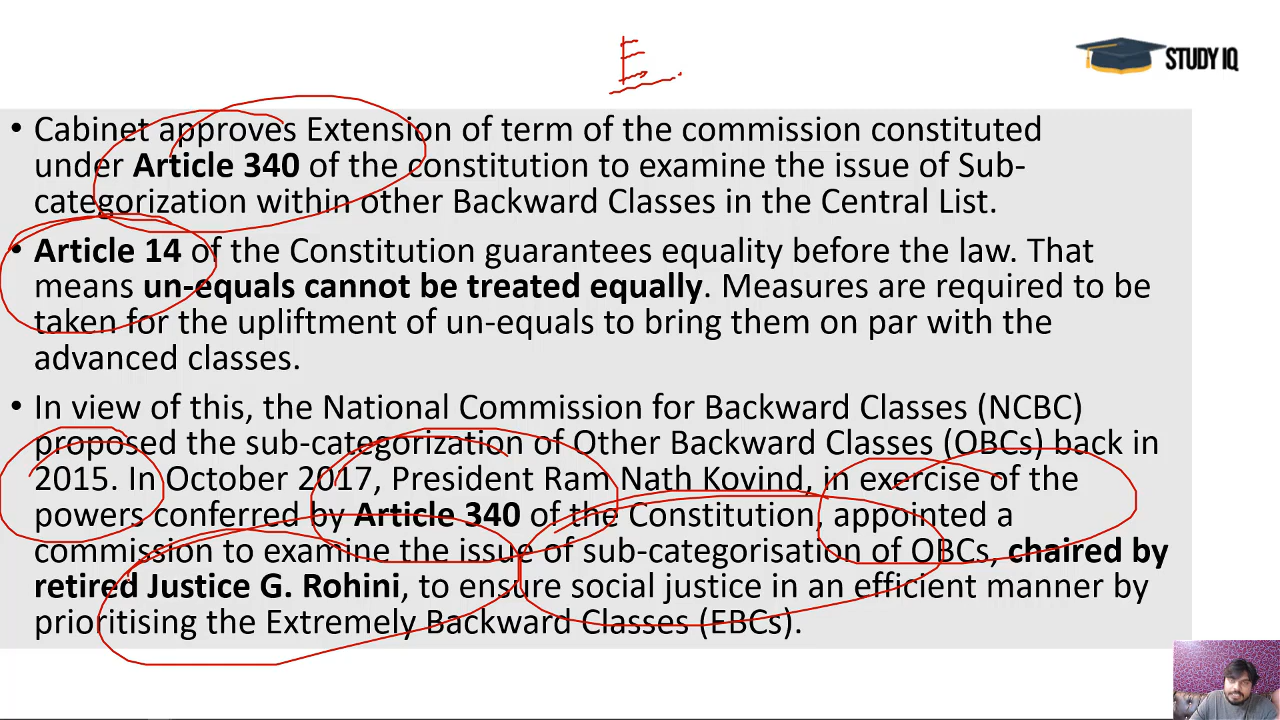 E
STUDY IQ
• Cabinet approves Extension of term of the commission constituted
under Article 340 of the constitution to examine the issue of Sub-
categorization within other Backward Classes in the Central List.
• Article 14 of the Constitution guarantees equality before the law. That
means un-equals cannot be treated equally. Measures are required to be
taken for the upliftment of un-equals to bring them on par with the
advanced classes.
• In view of this, the National Commission for Backward Classes (NCBC)
proposed the sub-categorization of Other Backward Classes (OBCs) back in
2015. In October 2017, President Ram Nath Kovind, in exercise of the
powers conferred by Article 340 of the Constitution, appointed a
commission to examine the issue of sub-categorisation of OBCs, chaired by
retired Justice G. Rohini, to ensure social justice in an efficient manner by
prioritising the Extremely Backward Classes (EBCs).